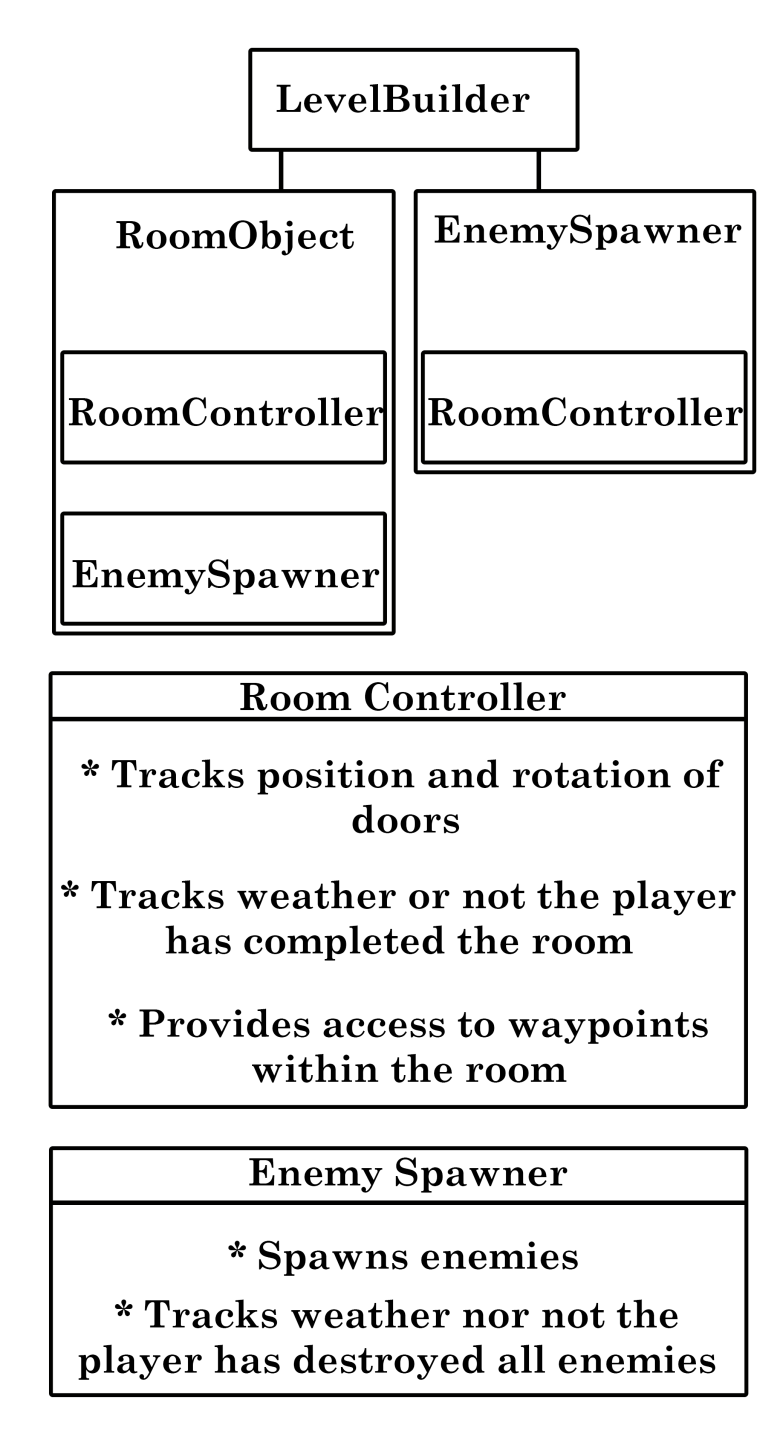 LevelBuilder
RoomObject
RoomController
EnemySpawner
EnemySpawner
RoomController
Room Controller
* Tracks position and rotation of
doors
* Tracks weather or not the player
has completed the room
* Provides access to waypoints
within the room
Enemy Spawner
* Spawns enemies
* Tracks weather nor not the
player has destroyed all enemies